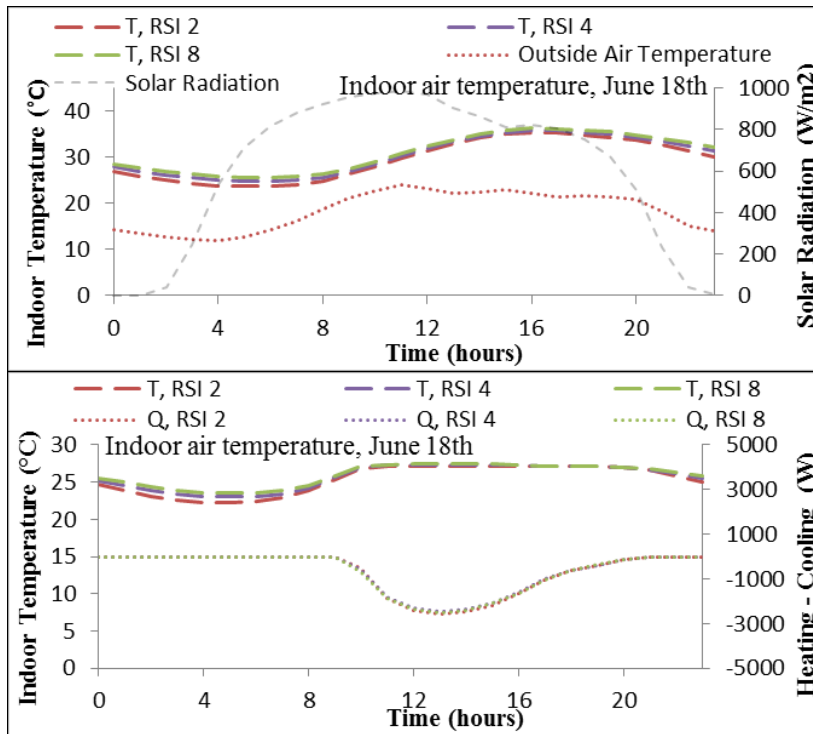 T, RSI 2
T, RSI 4
T, RSI 8
Outside Air Temperature
Solar Radiation
Indoor air temperature, June 18th
Indoor Temperature (°C)
40
30
20
10
0
1000
800
600
400
200
0
Solar Radiation (W/m2)
0
4
8
12
16
20
Time (hours)
T, RSI 2
T, RSI 4
T, RSI 8
Q, RSI 2
Q, RSI 4
Q, RSI 8
Indoor air temperature, June 18th
Indoor Temperature (°C)
30
25
20
15
10
5
0
5000
3000
1000
-1000
-3000
-5000
Heating - Cooling (W)
0
4
8
12
16
20
Time (hours)